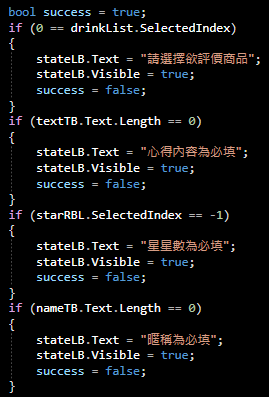 bool success = true;
if (0 == drinkList.SelectedIndex)
{
stateLB.Text = "請選擇欲評價商品";
stateLB.Visible = true;
success = false;
}
if (textTB.Text.Length == 0)
{
stateLB.Text = "心得內容為必填";
stateLB.Visible = true;
success = false;
}
if (starRBL.SelectedIndex == -1)
{
stateLB.Text = "星星數為必填";
stateLB.Visible = true;
success = false;
}
if (nameTB.Text.Length == 0)
{
stateLB.Text = "暱稱為必填";
stateLB.Visible = true;
success = false;
}